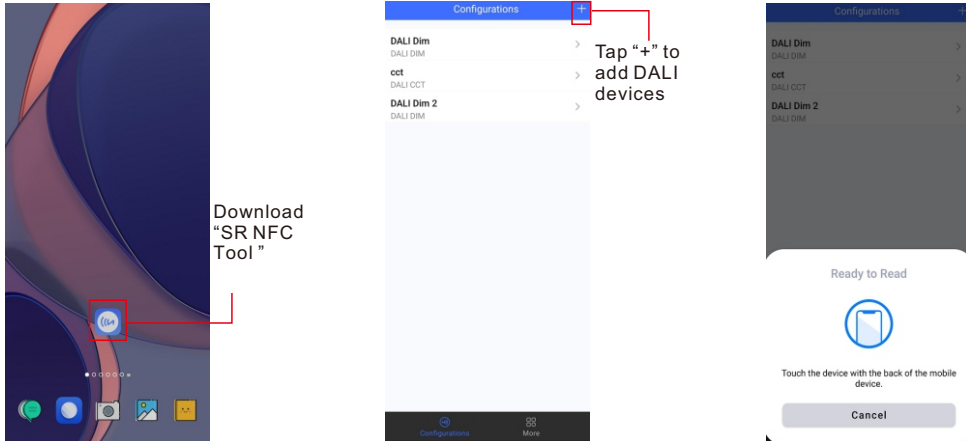 Download
“SR NFC
Tool ”
Configurations +
DALI Dim
DALI DIM
cct
DALI CCT
DALI Dim 2
DALI DIM
Configurations
More
Tap “+” to
add DALI
devices
Configurations +
DALI Dim
DALI DIM
cct
DALI CCT
DALI Dim 2
DALI DIM
Ready to Read
Touch the device with the back of the mobile
device.
Cancel